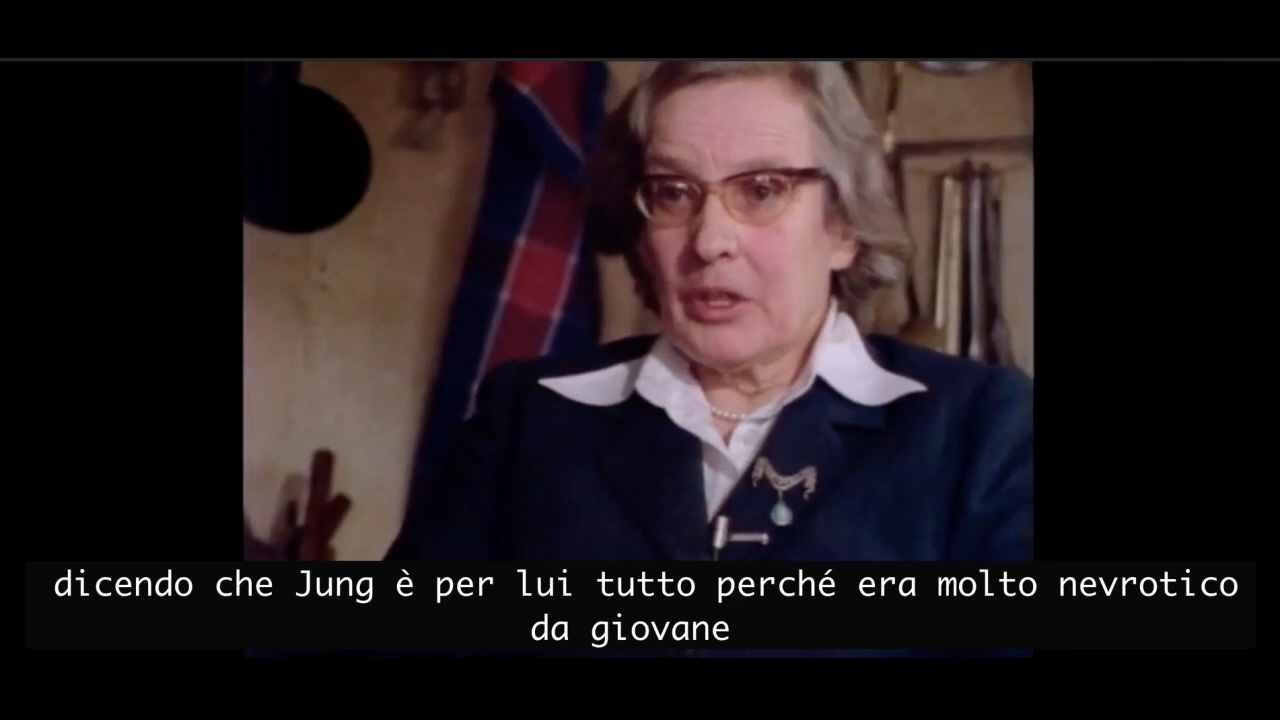 dicendo che Jung è per lui tutto perché era molto nevrotico
da giovane